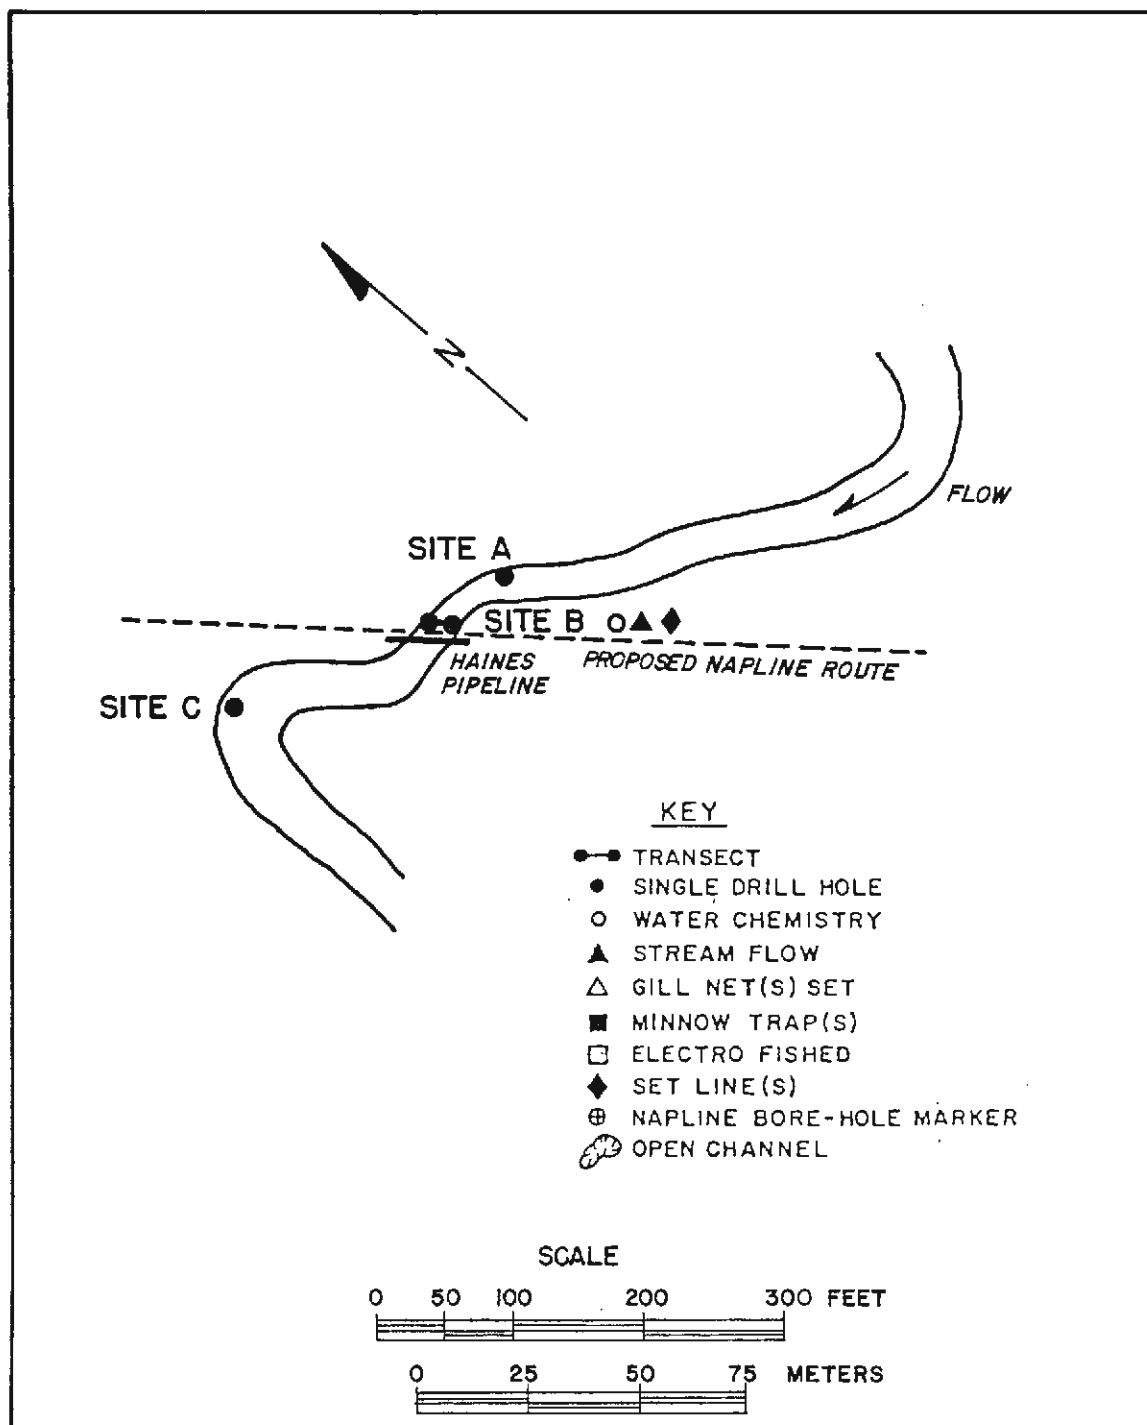 N
FLOW
SITE A
SITE B
HAINES
PIPELINE
PROPOSED NAPLINE ROUTE
SITE C
KEY
TRANSECT
SINGLE DRILL HOLE
WATER CHEMISTRY
STREAM FLOW
GILL NET(S) SET
MINNOW TRAP(S)
ELECTRO FISHED
SET LINE(S)
NAPLINE BORE-HOLE MARKER
OPEN CHANNEL
SCALE
0 50 100 200 300 FEET
0 25 50 75 METERS